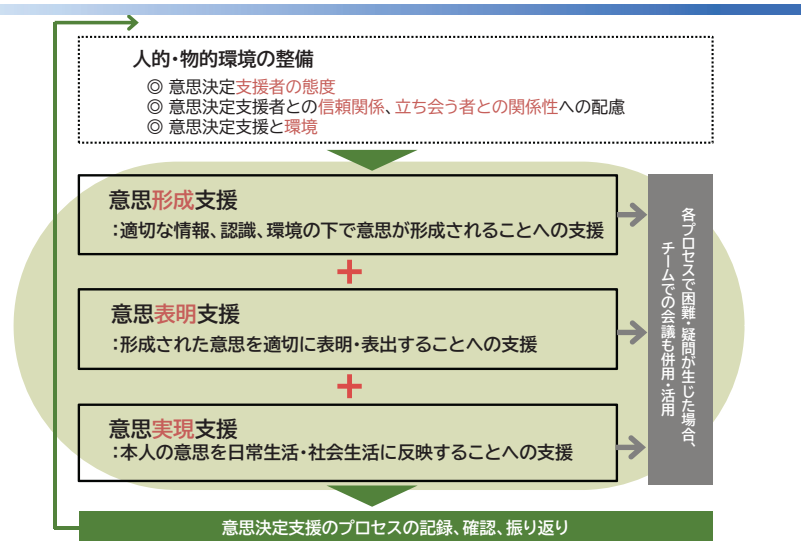 人的・物的環境の整備
◎ 意思決定支援者の態度
◎ 意思決定支援者との信頼関係、立ち会う者との関係性への配慮
◎ 意思決定支援と環境
意思形成支援
：適切な情報、認識、環境の下で意思が形成されることへの支援
+
意思表明支援
：形成された意思を適切に表明・表出することへの支援
+
意思実現支援
：本人の意思を日常生活・社会生活に反映することへの支援
各プロセスで困難・疑問が生じた場合、
チームでの会議も併用・活用
意思決定支援のプロセスの記録、確認、振り返り